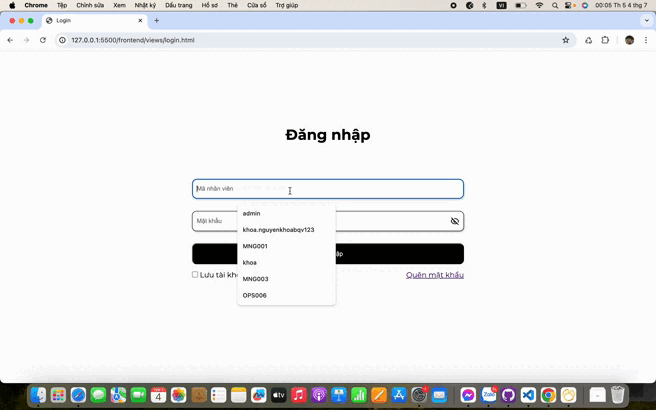 Chrome Tệp Chỉnh sửa Xem Nhật ký Dấu trang Hồ sơ Thẻ Cửa sổ Trợ giúp VI 00:05 Th 5 4 thg 7
Login
127.0.0.1:5500/frontend/views/login.html
Đăng nhập
Mã nhân viên
Mật khẩu
admin
khoa.nguyenkhoabqv123
MNG001
khoa
MNG003
OPS006
ập
Lưu tài kho
Quên mật khẩu
4
tv
Zalo